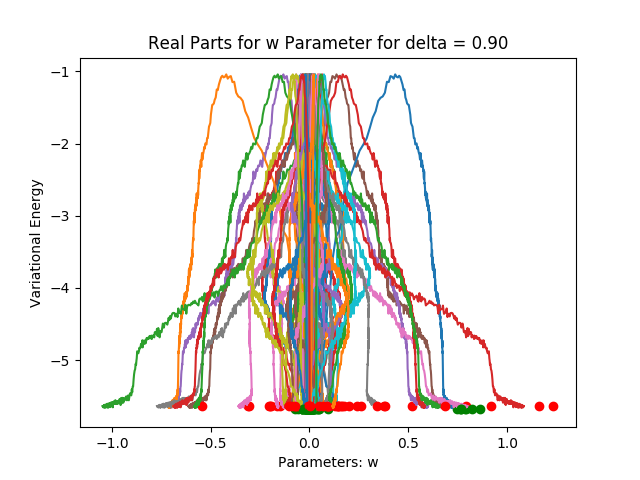 Real Parts for w Parameter for delta = 0.90
Variational Energy
−1
−2
−3
−4
−5
−1.0 −0.5 0.0 0.5 1.0
Parameters: w